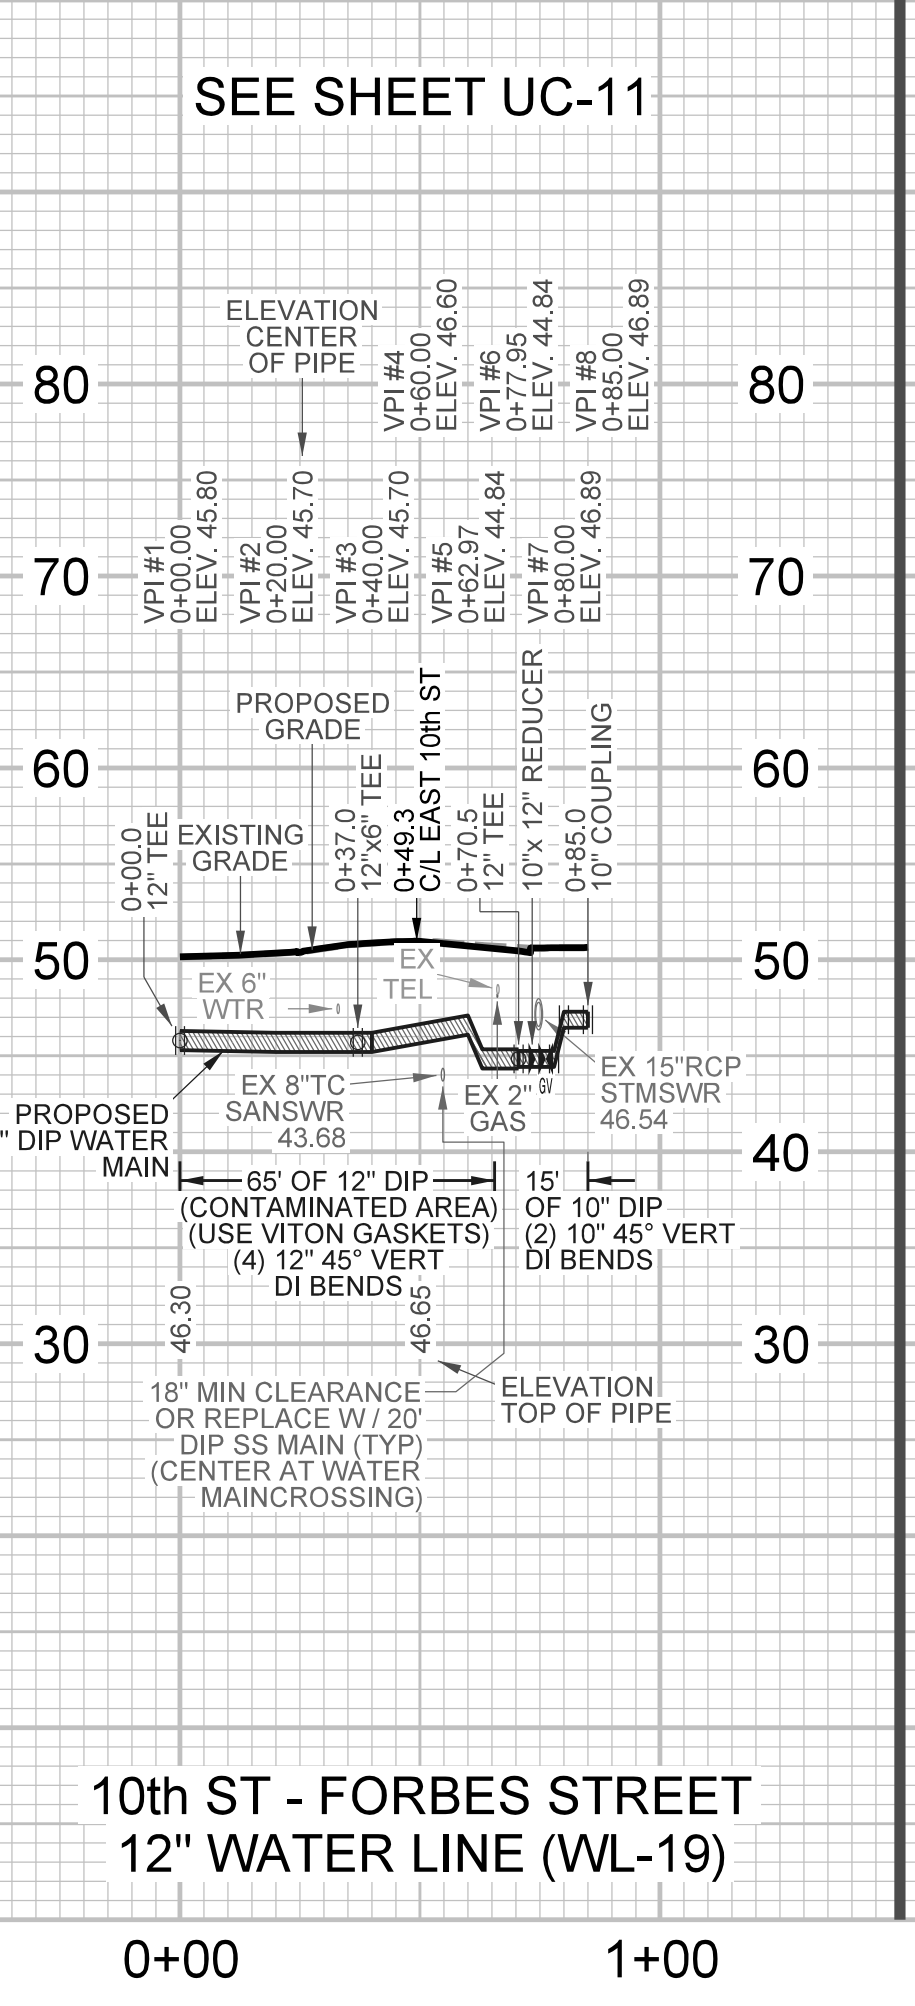 SEE SHEET UC-11
ELEVATION
CENTER
OF PIPE
VPI #4
0+60.00
ELEV. 46.60
VPI #6
0+77.95
ELEV. 44.84
VPI #8
0+85.00
ELEV. 46.89
80
80
VPI #1
0+00.00
ELEV. 45.80
VPI #2
0+20.00
ELEV. 45.70
VPI #3
0+40.00
ELEV. 45.70
VPI #5
0+62.97
ELEV. 44.84
VPI #7
0+80.00
ELEV. 46.89
70
70
PROPOSED
GRADE
60
60
0+00.0
12" TEE
EXISTING
GRADE
0+37.0
12"x6" TEE
0+49.3
C/L EAST 10th ST
0+70.5
12" TEE
10"x 12" REDUCER
0+85.0
10" COUPLING
50
50
EX 6"
WTR
EX
TEL
EX 8"TC
SANSWR
43.68
EX 2"
GAS
GV
EX 15"RCP
STMSWR
46.54
PROPOSED
" DIP WATER
MAIN
40
65' OF 12" DIP
(CONTAMINATED AREA)
(USE VITON GASKETS)
(4) 12" 45° VERT
DI BENDS
15'
OF 10" DIP
(2) 10" 45° VERT
DI BENDS
46.30
46.65
30
30
18" MIN CLEARANCE
OR REPLACE W / 20'
DIP SS MAIN (TYP)
(CENTER AT WATER
MAINCROSSING)
ELEVATION
TOP OF PIPE
10th ST - FORBES STREET
12" WATER LINE (WL-19)
0+00
1+00